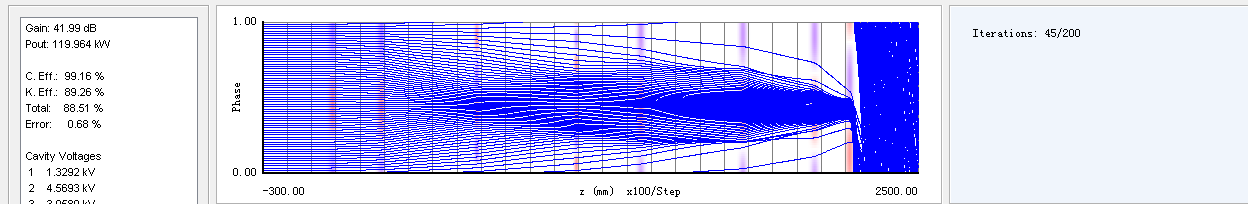 Gain: 41.99 dB
Pout: 119.964 kW
C. Eff.: 99.16 %
K. Eff.: 89.26 %
Total: 88.51 %
Error: 0.68 %
Cavity Voltages
1 1.3292 kV
2 4.5693 kV
1.00
Phase
0.00
-300.00
z (mm) x100/Step
2500.00
Iterations: 45/200